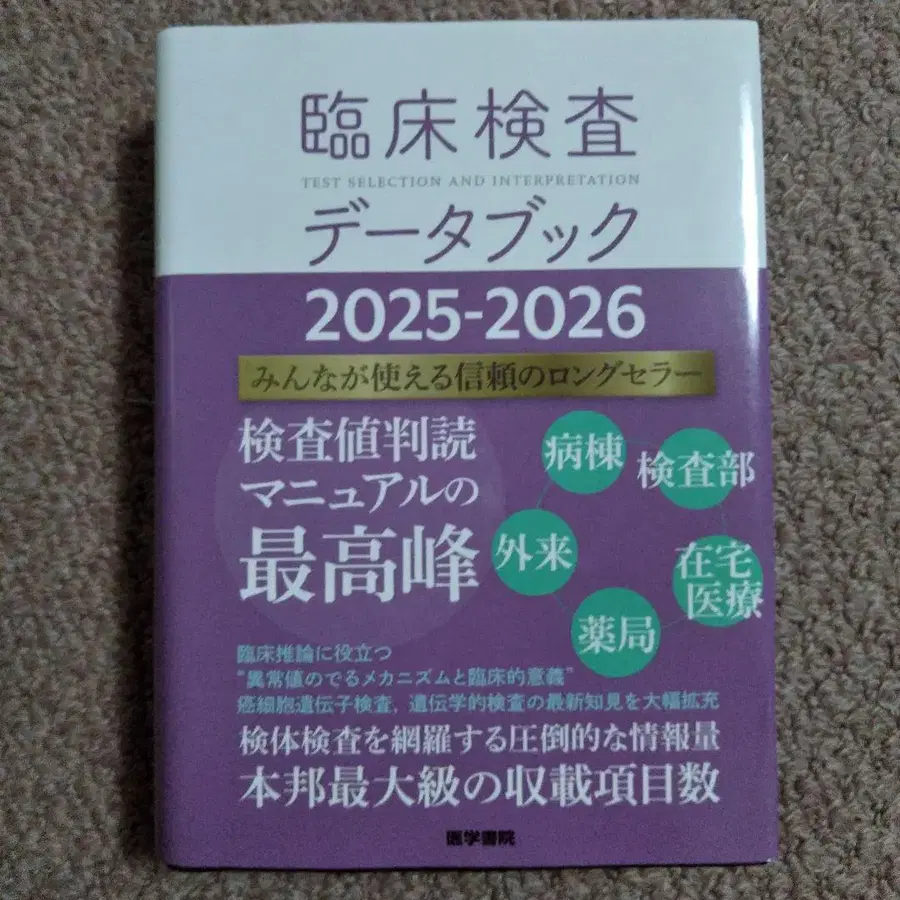 臨床検査
TEST SELECTION AND INTERPRETATION
データブック
2025-2026
みんなが使える信頼のロングセラー
検査値判読
マニュアルの
最高峰
病棟
検査部
外来
在宅
医療
薬局
臨床推論に役立つ
“異常値のでるメカニズムと臨床的意義”
癌細胞遺伝子検査, 遺伝学的検査の最新知見を大幅拡充
検体検査を網羅する圧倒的な情報量
本邦最大級の収載項目数
医学書院